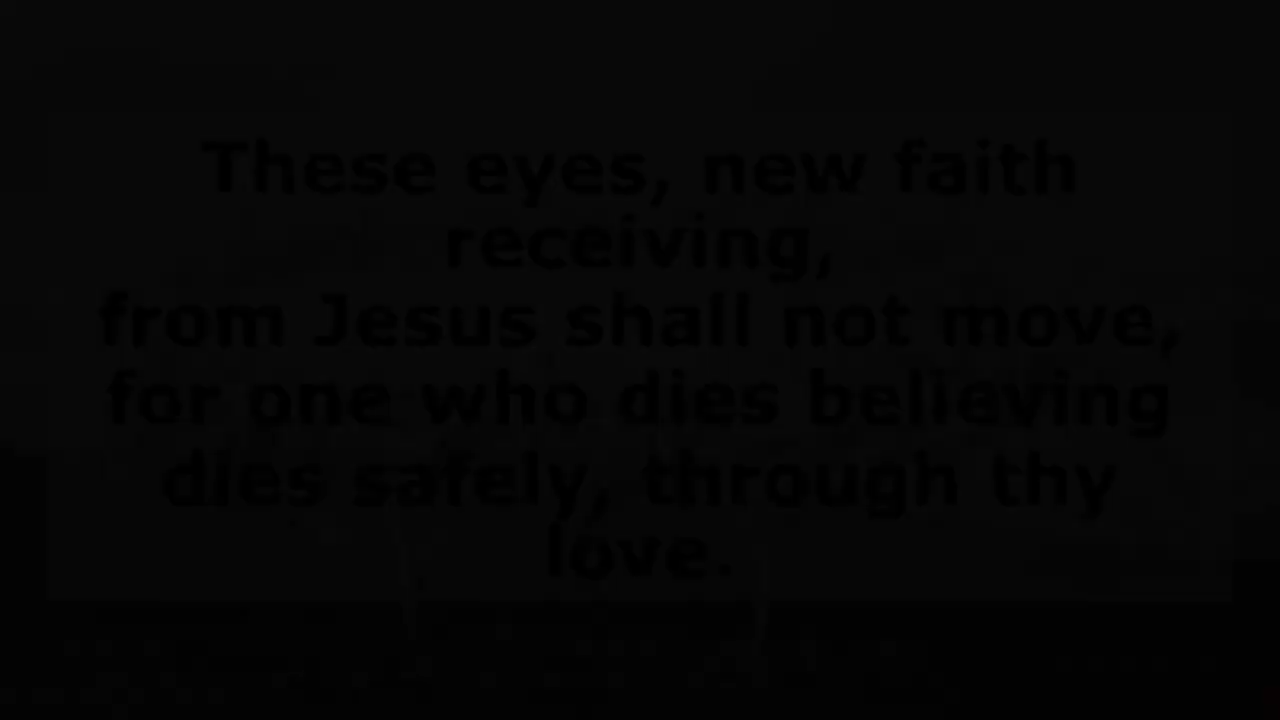 These eyes, new faith
receiving,
from Jesus shall not move,
for one who dies believing
dies safely, through thy
love.